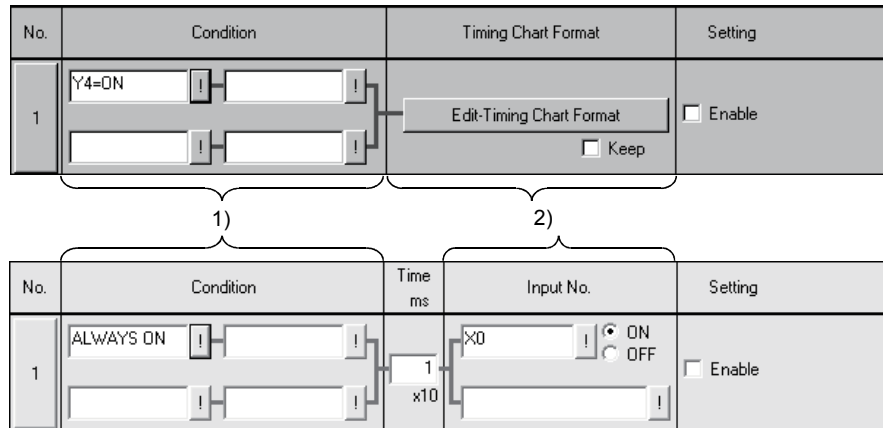 No. Condition Timing Chart Format Setting
Y4=ON ! !
1 Edit-Timing Chart Format Enable
! ! Keep
1) 2)
No. Condition Time ms Input No. Setting
ALWAYS ON ! ! X0 ! ON
OFF
1 1 Enable
x10
! ! !